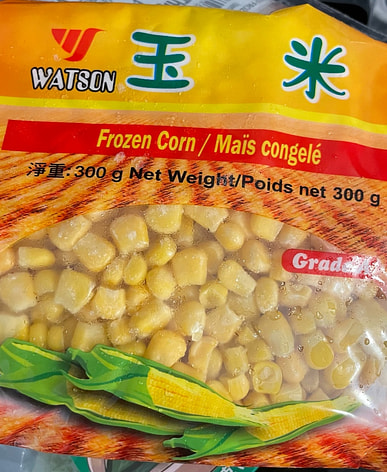 WATSON 玉 米
Frozen Corn / Maïs congelé
淨重: 300 g Net Weight/Poids net 300 g
Grade